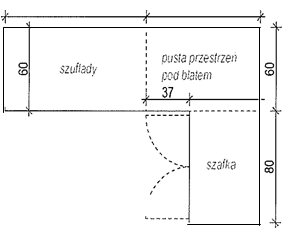 szuflady
pusta przestrzeń
pod blatem
60
60
37
szafka
80